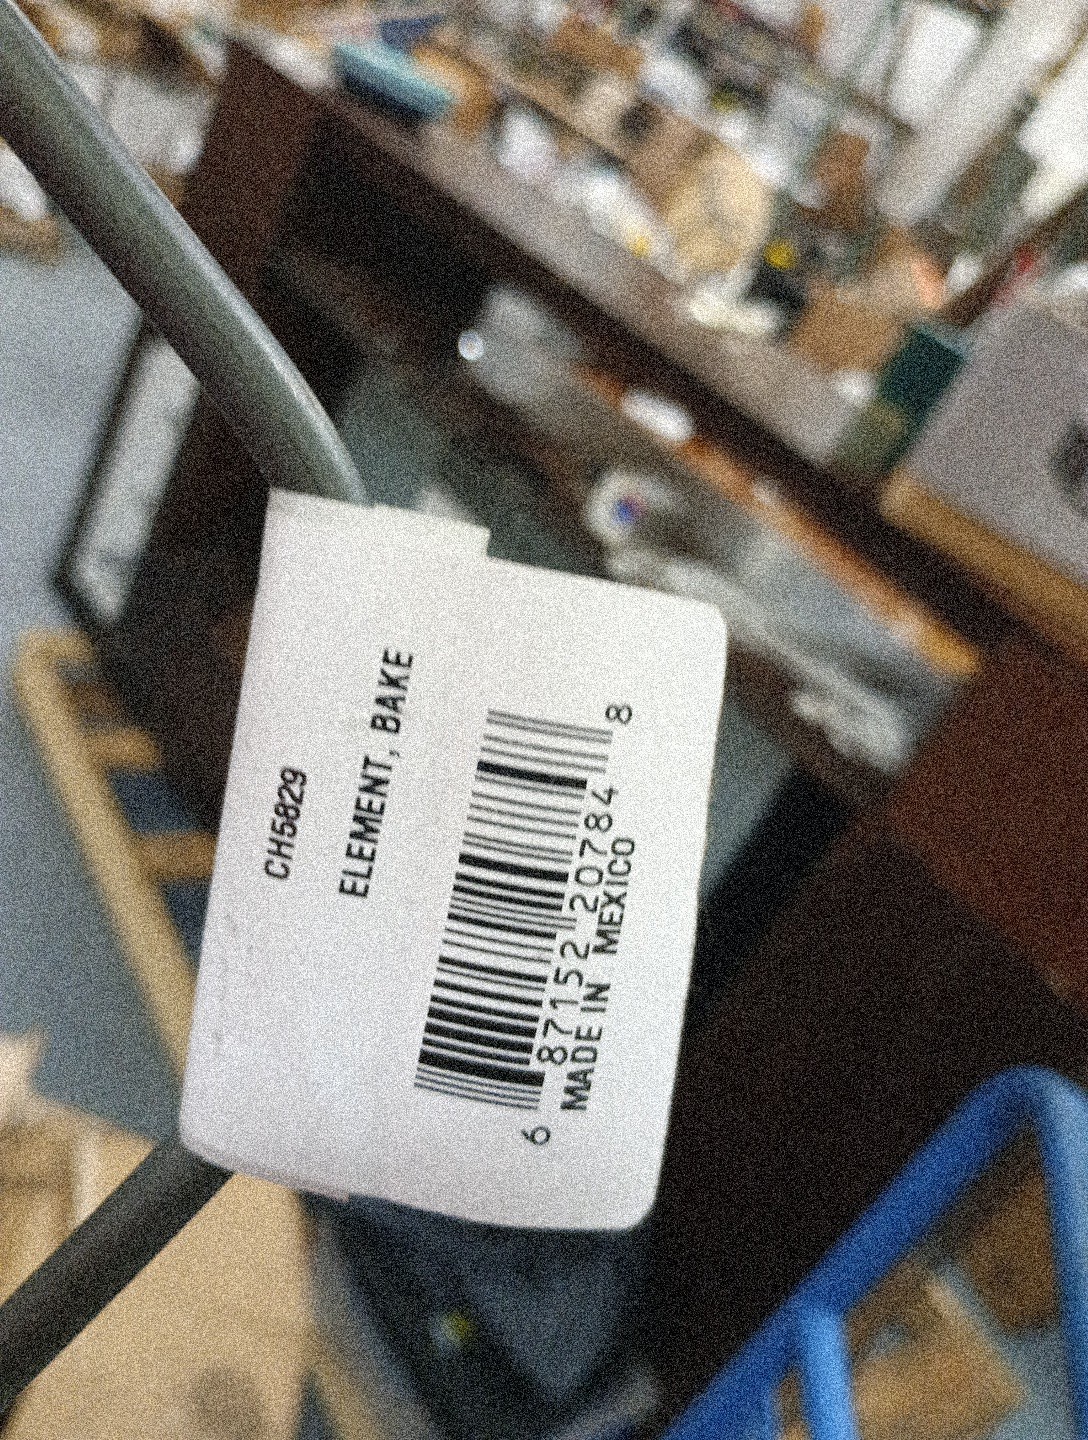 CH5829
ELEMENT, BAKE
6 87152 20784 8
MADE IN MEXICO